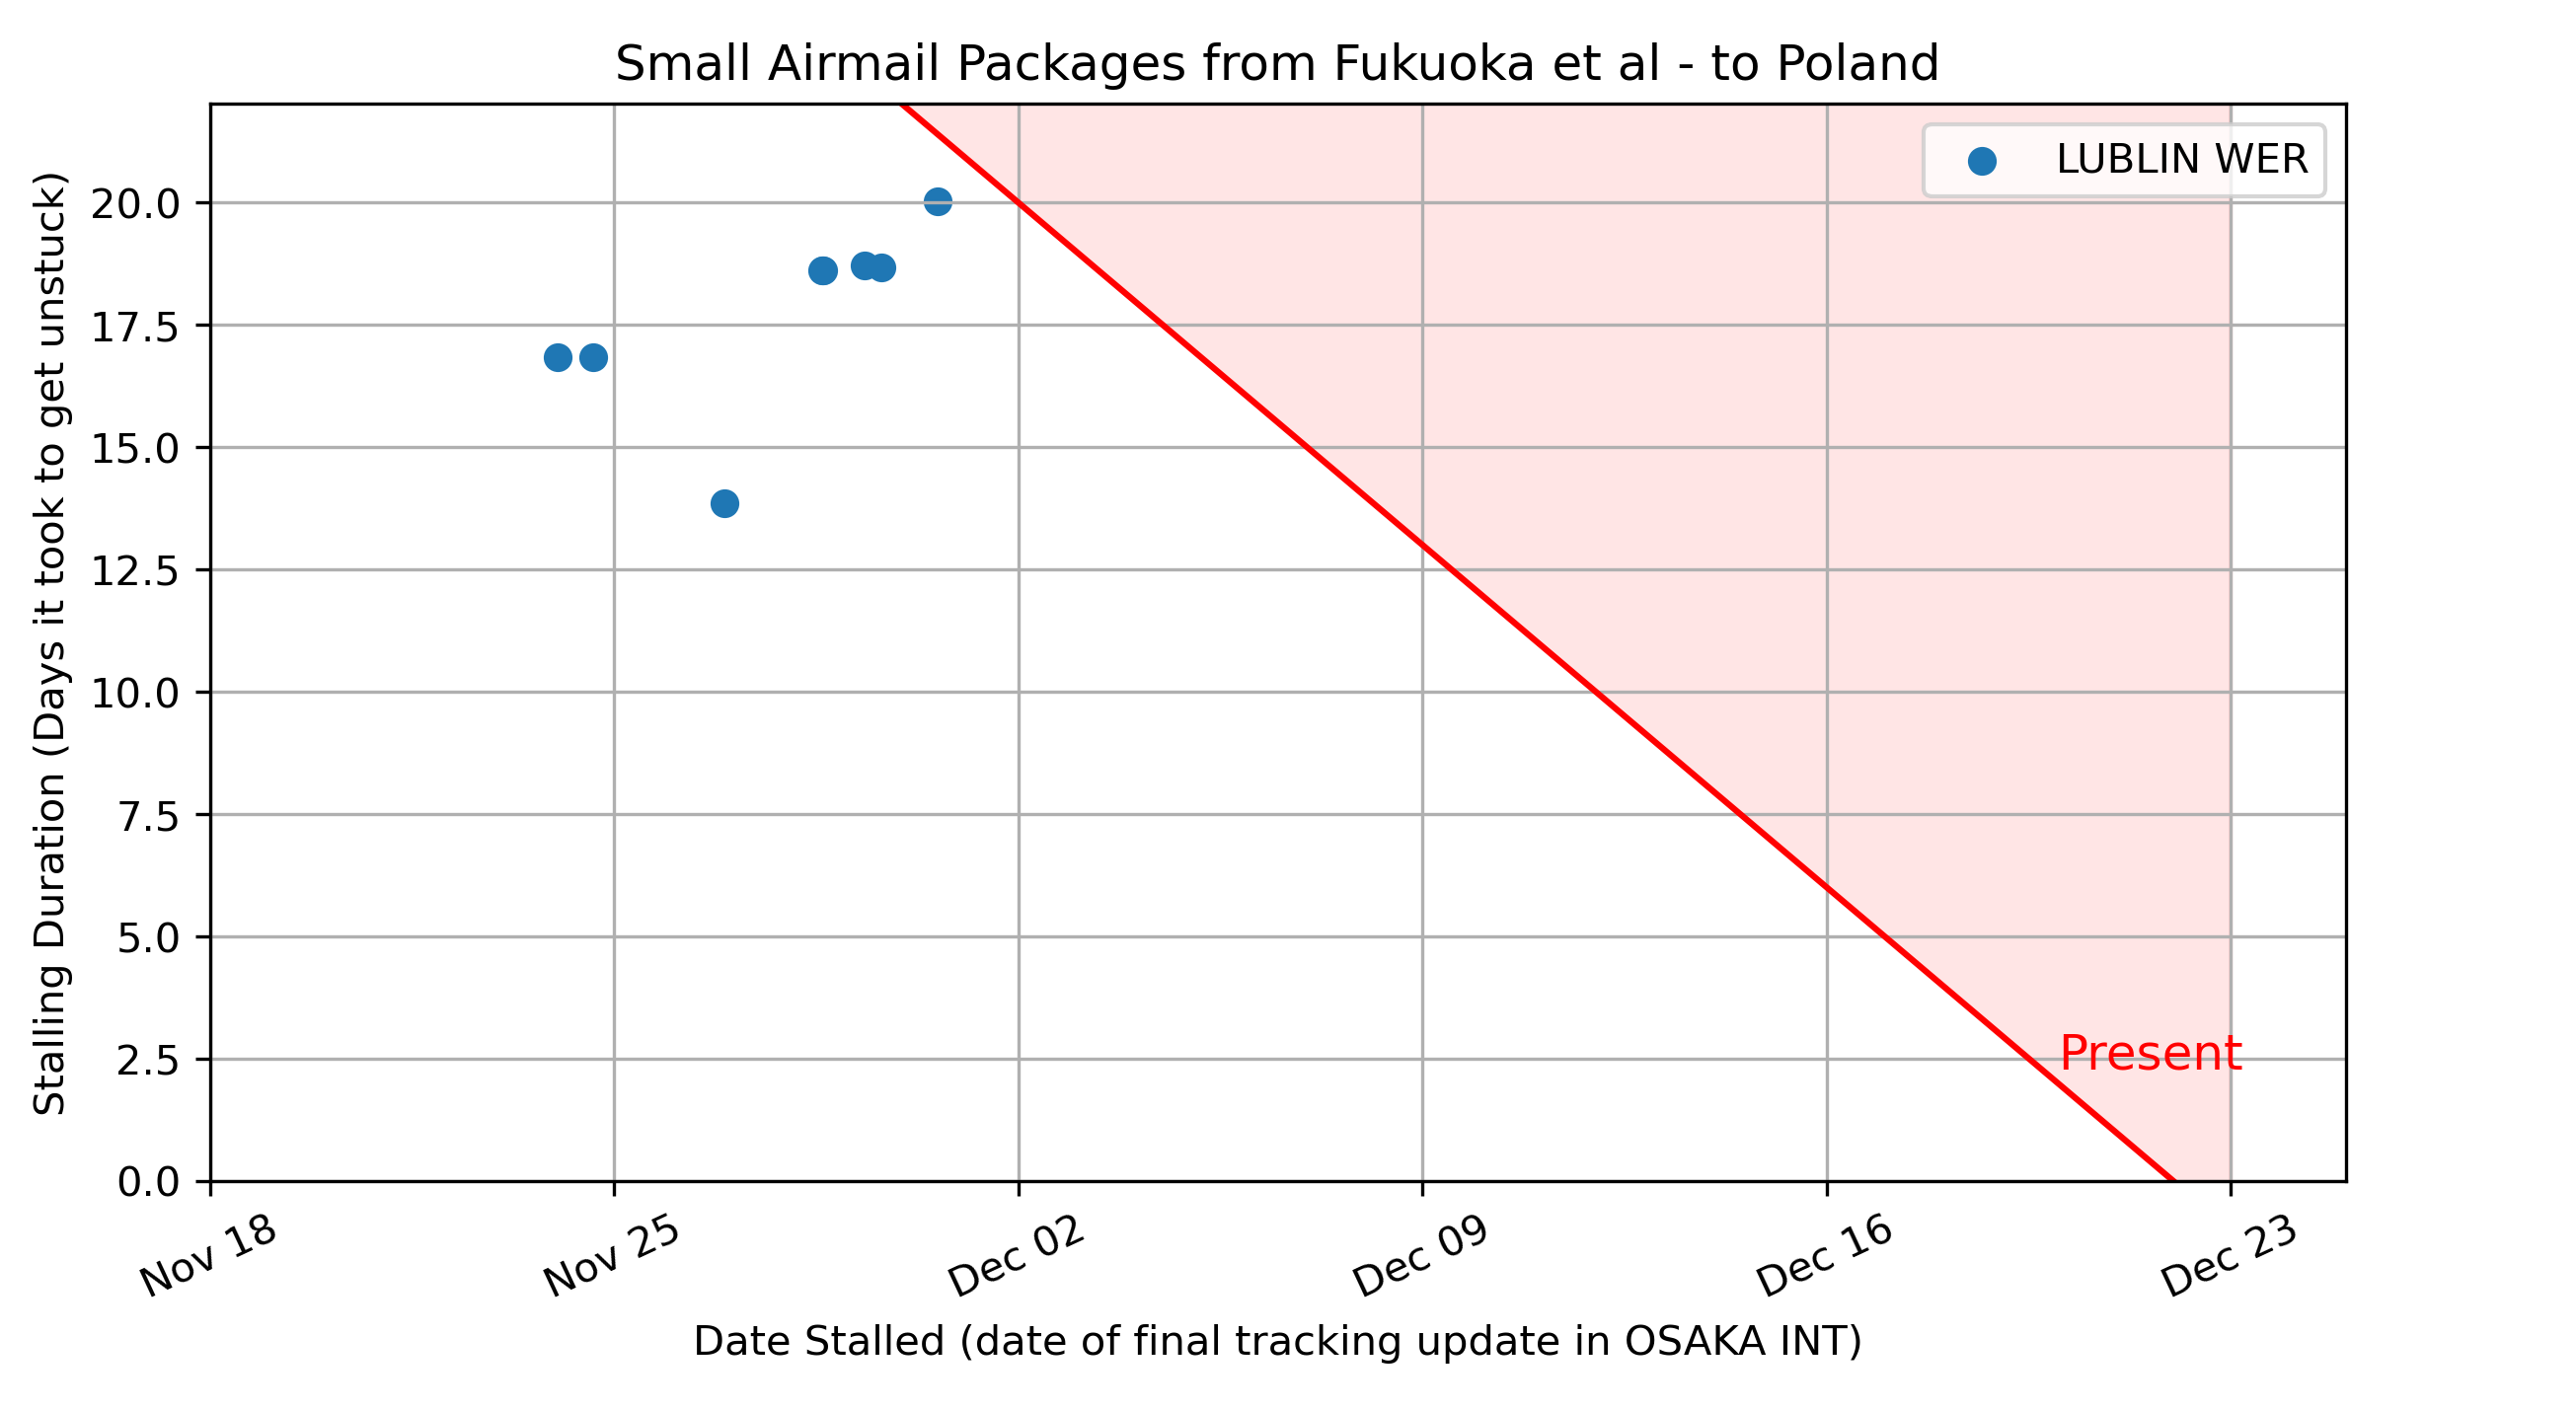 Small Airmail Packages from Fukuoka et al - to Poland
LUBLIN WER
Stalling Duration (Days it took to get unstuck)
20.0
17.5
15.0
12.5
10.0
7.5
5.0
2.5
0.0
Present
Nov 18
Nov 25
Dec 02
Dec 09
Dec 16
Dec 23
Date Stalled (date of final tracking update in OSAKA INT)